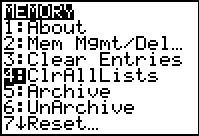 MEMORY
1:About
2:Mem Mgmt/Del…
3:Clear Entries
4:ClrAllLists
5:Archive
6:UnArchive
7↓Reset…